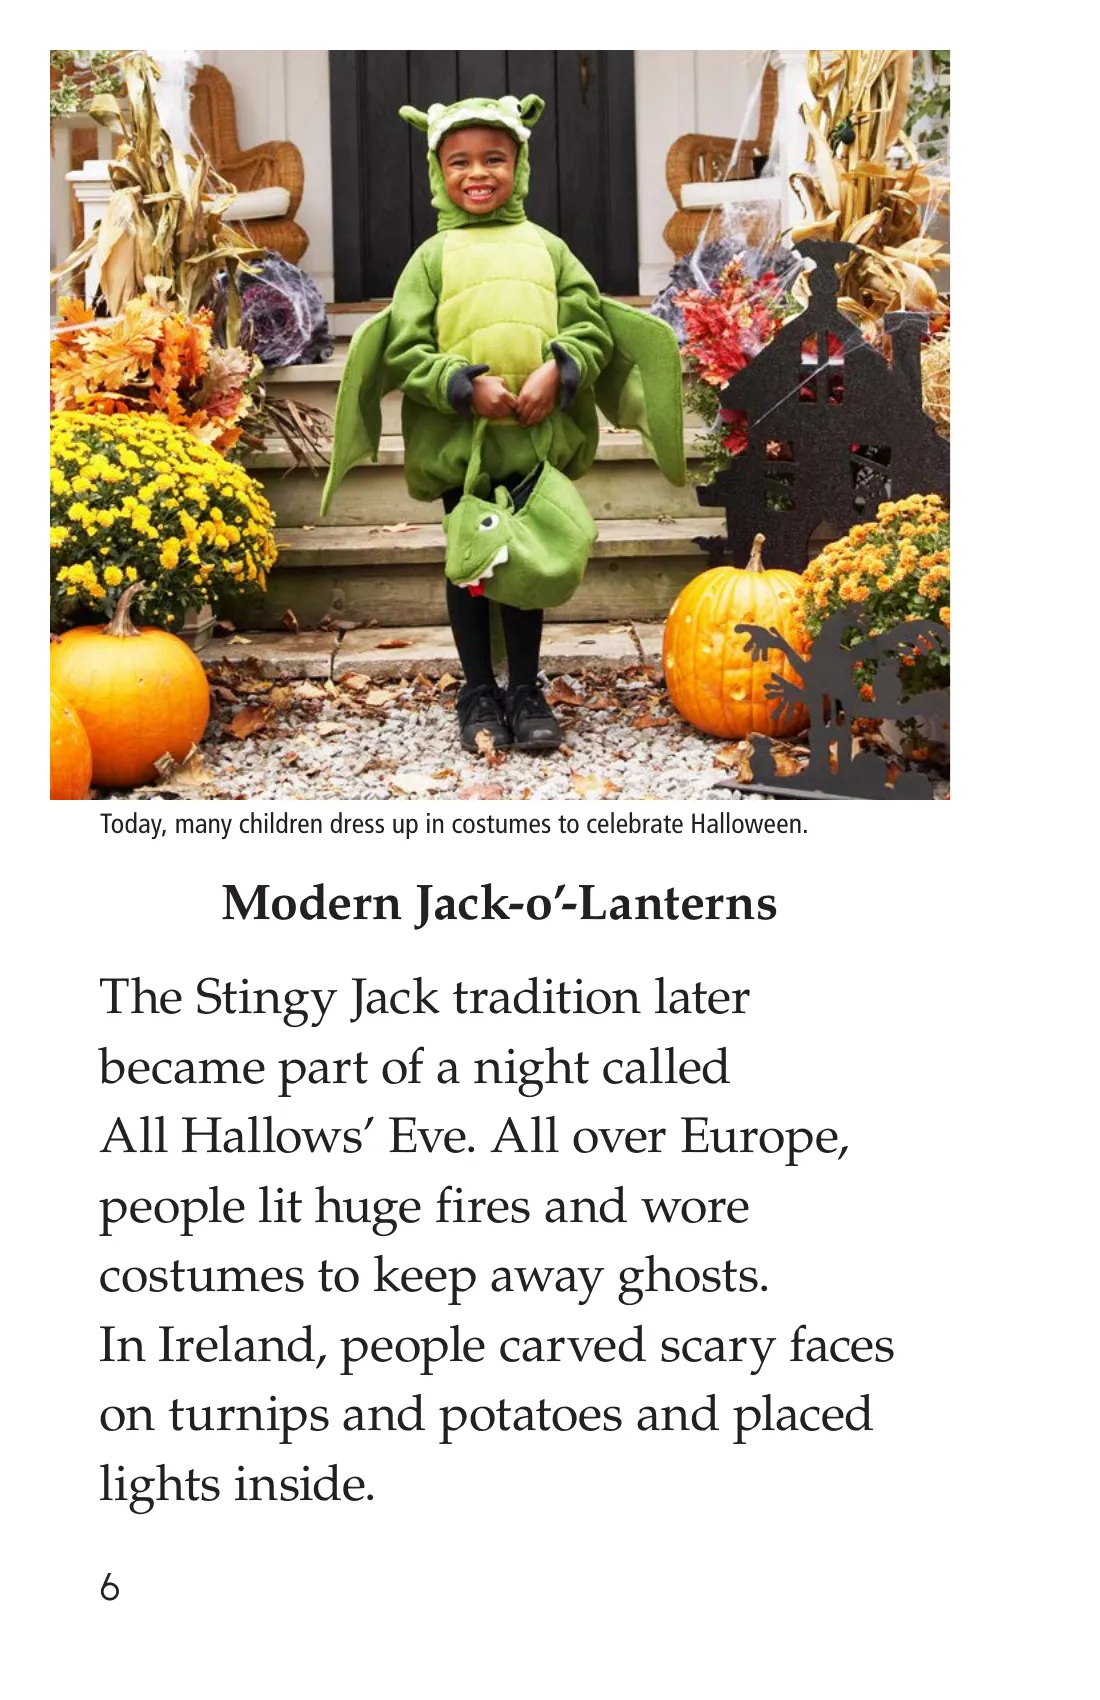 Today, many children dress up in costumes to celebrate Halloween.
Modern Jack-o’-Lanterns
The Stingy Jack tradition later
became part of a night called
All Hallows’ Eve. All over Europe,
people lit huge fires and wore
costumes to keep away ghosts.
In Ireland, people carved scary faces
on turnips and potatoes and placed
lights inside.
6